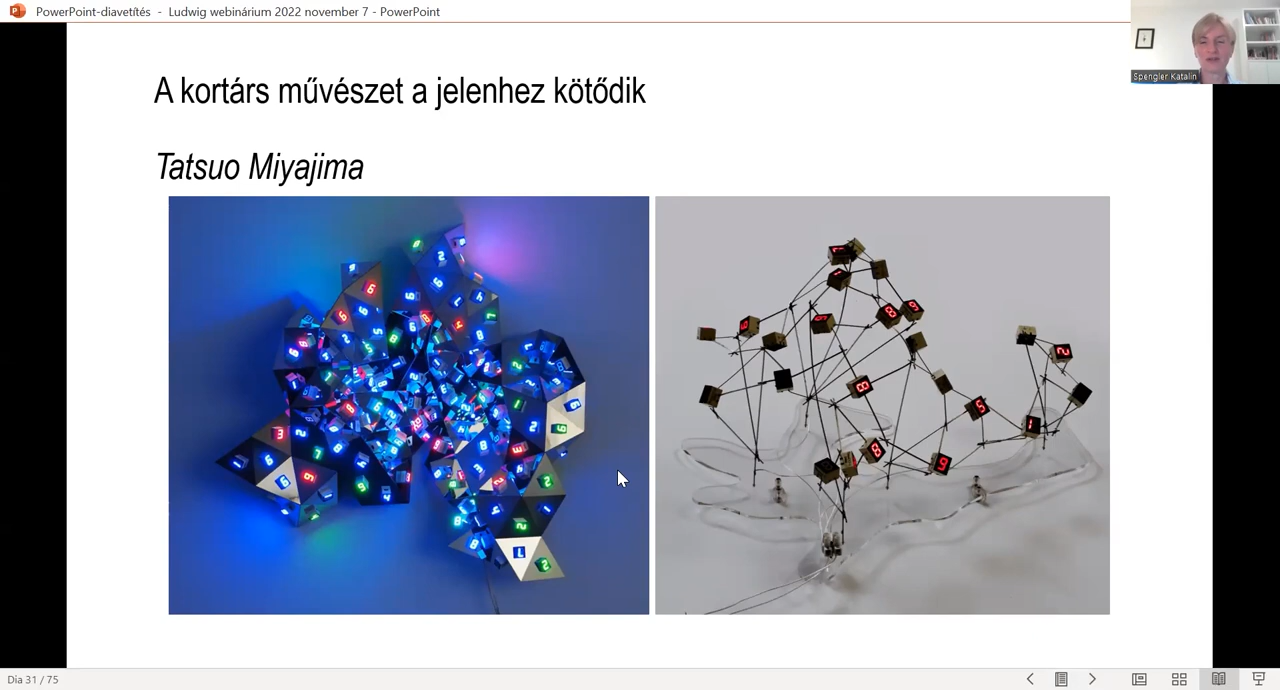 PowerPoint-diavetítés - Ludwig webinárium 2022 november 7 - PowerPoint
Spengler Katalin
A kortárs művészet a jelenhez kötődik
Tatsuo Miyajima
Dia 31 / 75